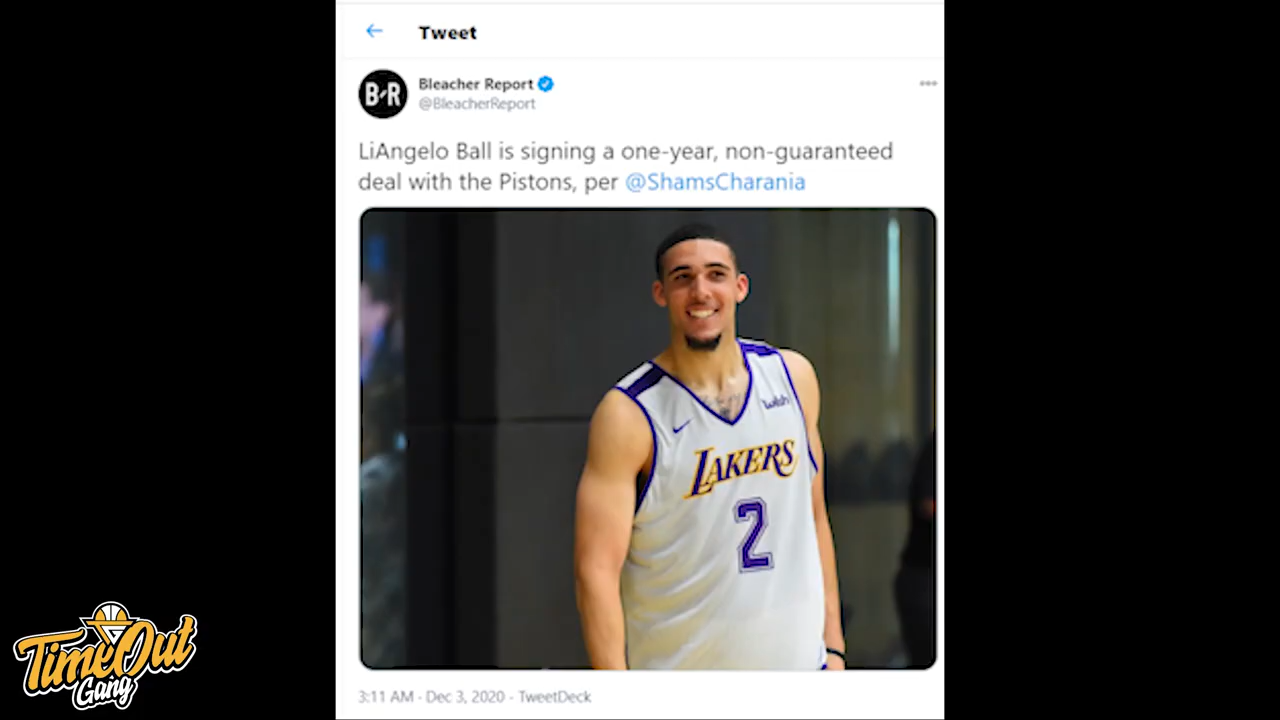 Tweet
B/R
Bleacher Report
@BleacherReport
LiAngelo Ball is signing a one-year, non-guaranteed
deal with the Pistons, per @ShamsCharania
wish
LAKERS
2
3:11 AM · Dec 3, 2020 · TweetDeck
TimeOut
Gang